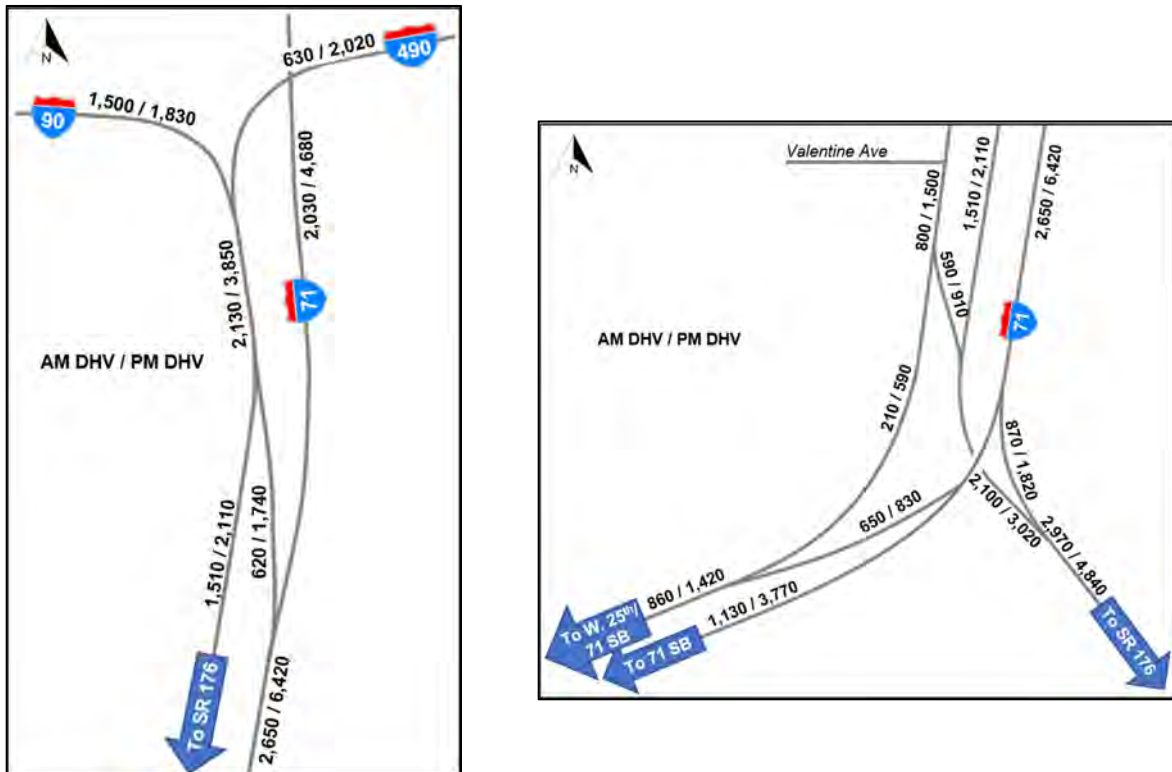 N
630 / 2,020
490
1,500 / 1,830
90
2,030 / 4,680
2,130 / 3,850
71
AM DHV / PM DHV
620 / 1,740
1,510 / 2,110
To SR 176
2,650 / 6,420
N
Valentine Ave
800 / 1,500
1,510 / 2,110
2,650 / 6,420
590 / 910
71
AM DHV / PM DHV
210 / 590
870 / 1,820
650 / 830
2,100 / 3,020
2,970 / 4,840
860 / 1,420
1,130 / 3,770
To W. 25th/
71 SB
To 71 SB
To SR 176